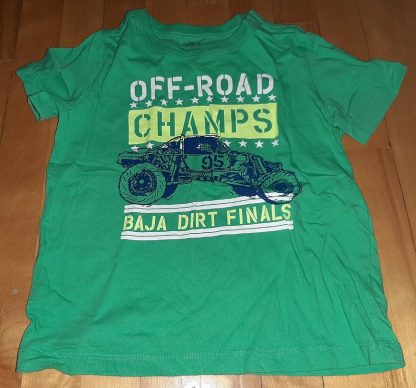 OFF-ROAD
CHAMPS
95
BAJA DIRT FINALS